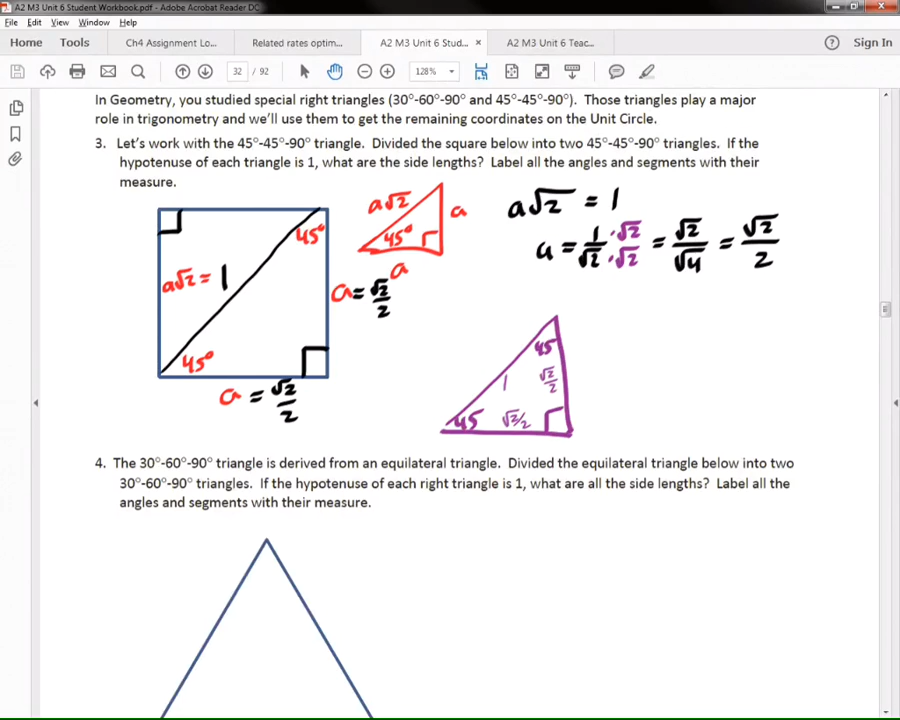 A2 M3 Unit 6 Student Workbook.pdf - Adobe Acrobat Reader DC
File Edit View Window Help
Home Tools Ch4 Assignment Lo... Related rates optim... A2 M3 Unit 6 Stud... × A2 M3 Unit 6 Teac... Sign In
32 / 92 128%
In Geometry, you studied special right triangles (30°-60°-90° and 45°-45°-90°). Those triangles play a major
role in trigonometry and we'll use them to get the remaining coordinates on the Unit Circle.
3. Let's work with the 45°-45°-90° triangle. Divided the square below into two 45°-45°-90° triangles. If the
hypotenuse of each triangle is 1, what are the side lengths? Label all the angles and segments with their
measure.
a√2 = 1
45°
45°
a = √2/2
a = √2/2
a√2
a
45°
a
a√2 = 1
a = 1/√2 · √2/· √2 = √2/√4 = √2/2
45
1
√2/2
45
√2/2
4. The 30°-60°-90° triangle is derived from an equilateral triangle. Divided the equilateral triangle below into two
30°-60°-90° triangles. If the hypotenuse of each right triangle is 1, what are all the side lengths? Label all the
angles and segments with their measure.